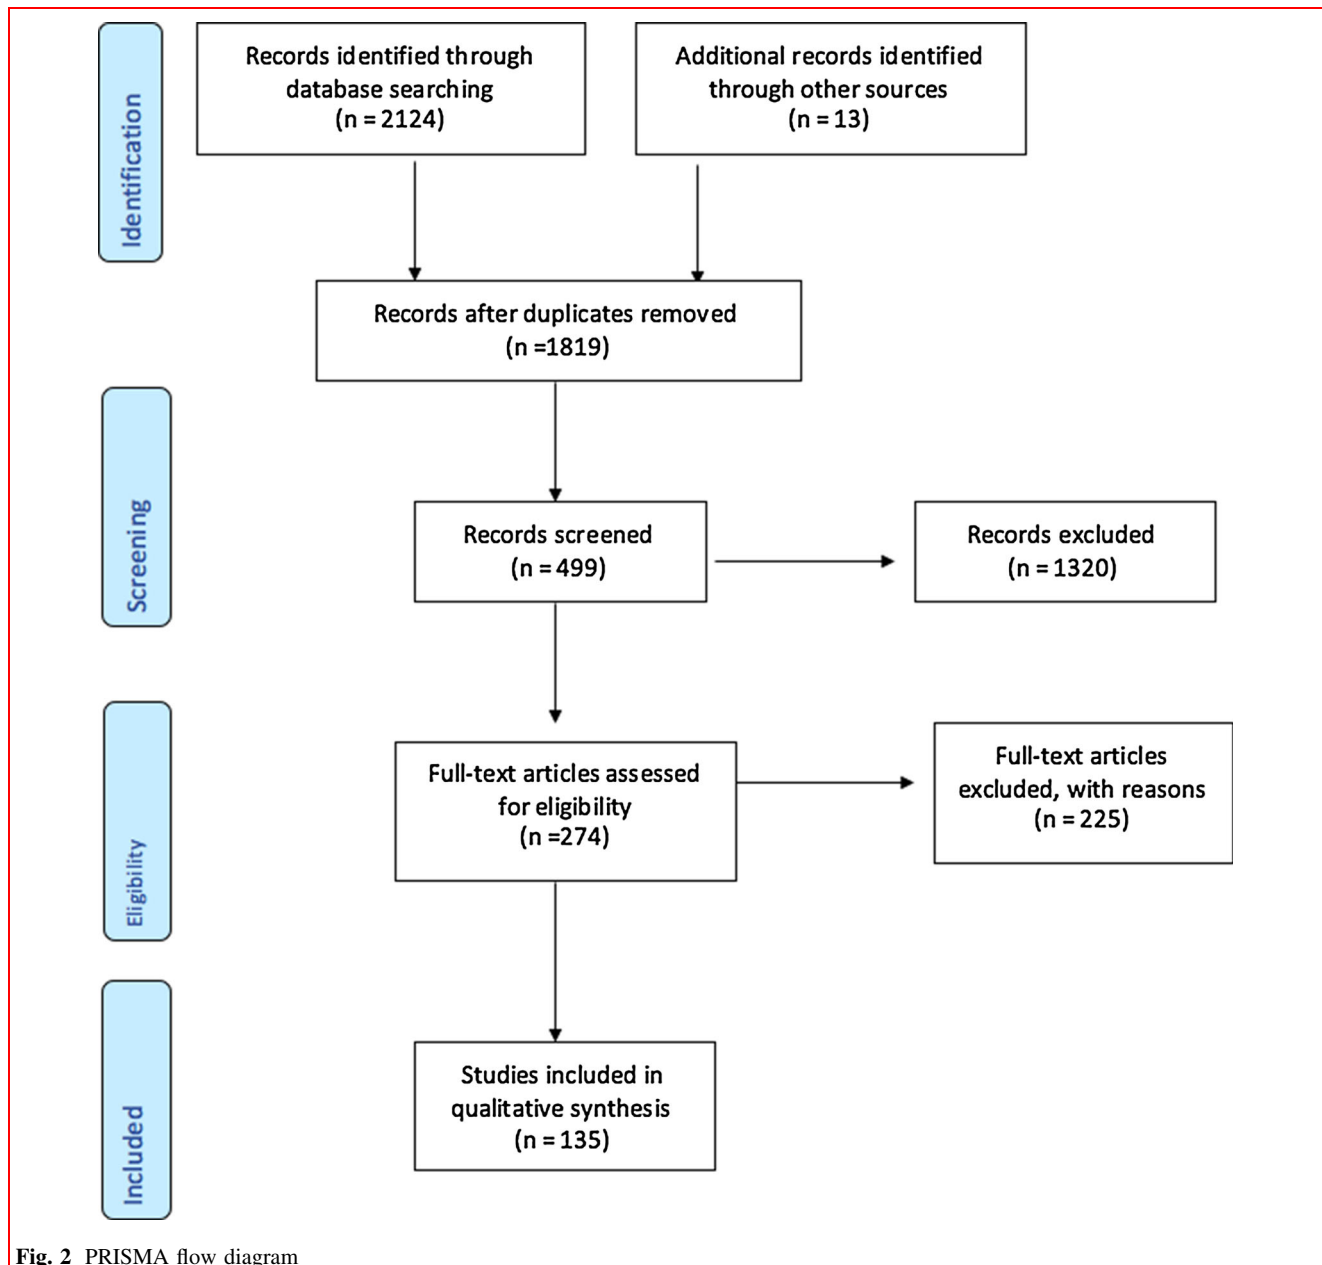 Identification
Records identified through
database searching
(n = 2124)
Additional records identified
through other sources
(n = 13)
Records after duplicates removed
(n =1819)
Screening
Records screened
(n = 499)
Records excluded
(n = 1320)
Eligibility
Full-text articles assessed
for eligibility
(n =274)
Full-text articles
excluded, with reasons
(n = 225)
Included
Studies included in
qualitative synthesis
(n = 135)
Fig. 2 PRISMA flow diagram